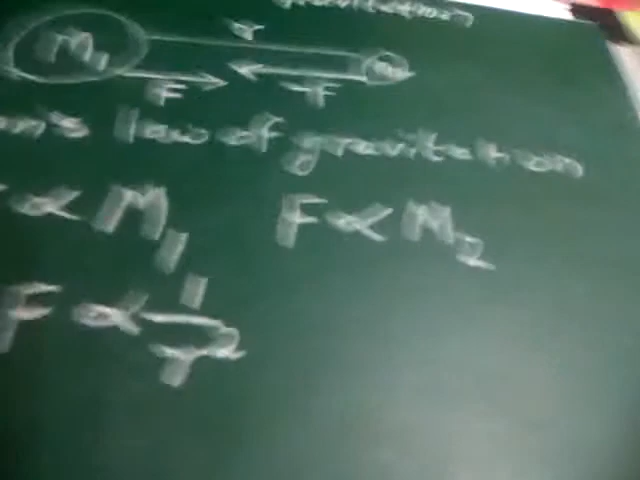 r
M₁
F F
law of gravitation
∝ M₁ F ∝ M₂
F ∝ 1/r²